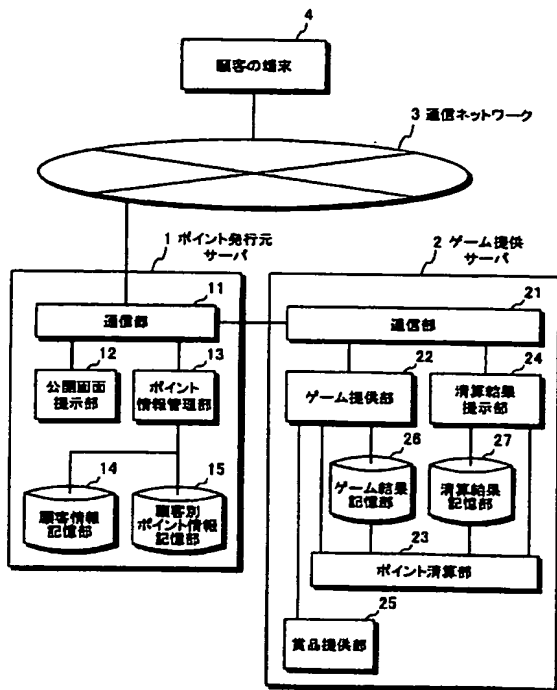 4
顧客の端末
3 通信ネットワーク
1 ポイント発行元
サーバ
2 ゲーム提供
サーバ
11
通信部
21
通信部
12
公開画面
提示部
13
ポイント
情報管理部
22
ゲーム提供部
24
清算結果
提示部
14
顧客情報
記憶部
15
顧客別
ポイント情報
記憶部
26
ゲーム結果
記憶部
27
清算結果
記憶部
23
ポイント清算部
25
賞品提供部